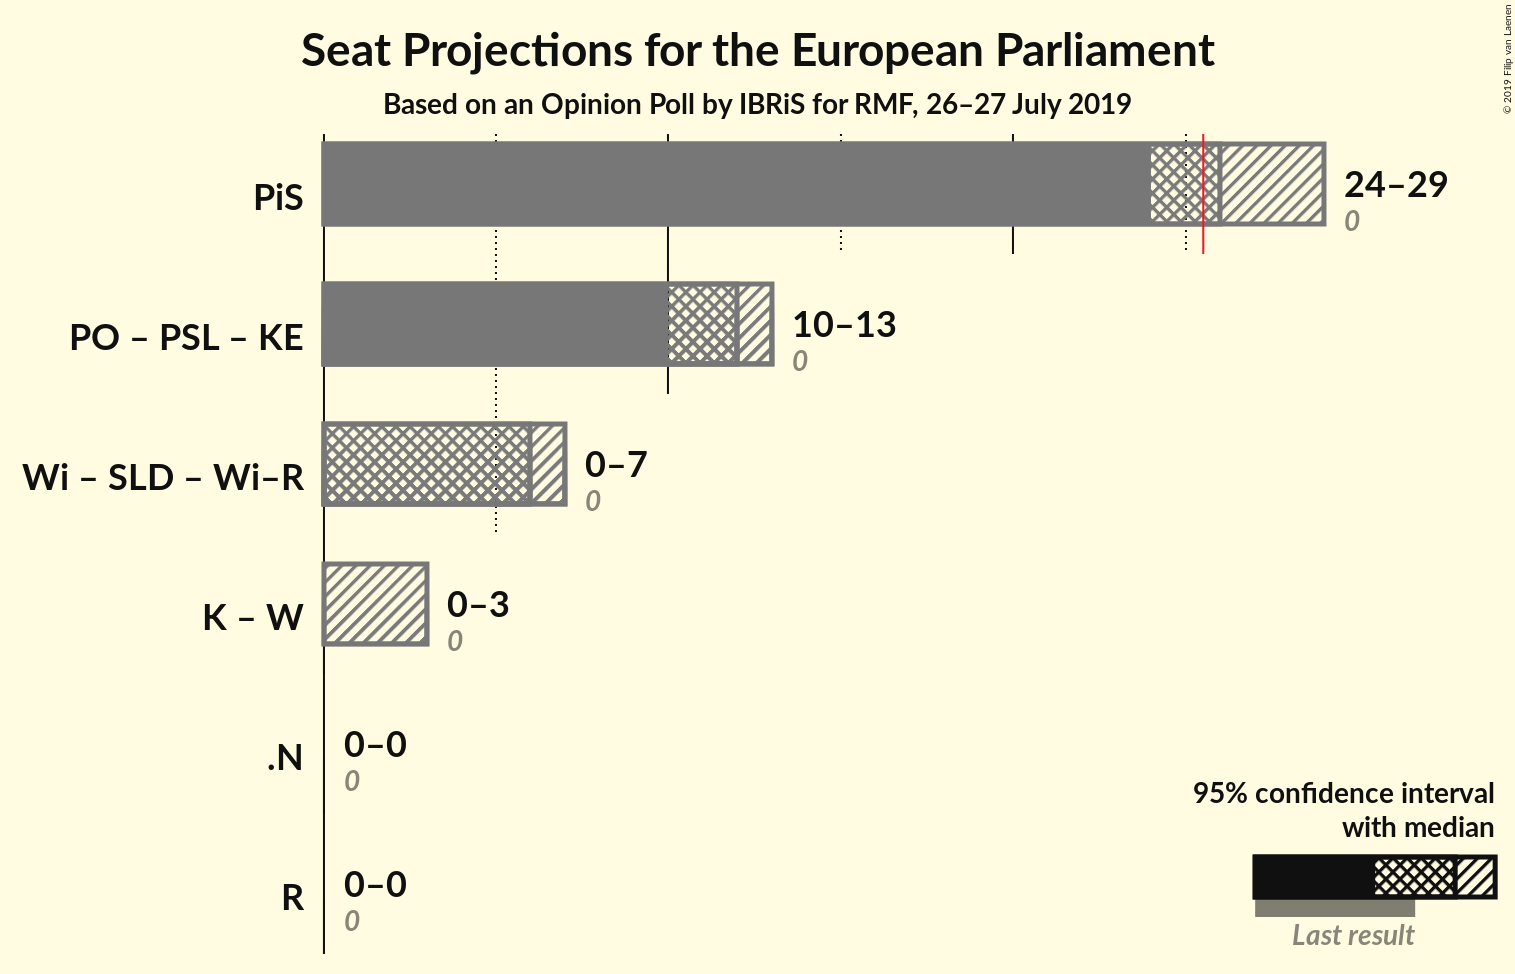 Seat Projections for the European Parliament
Based on an Opinion Poll by IBRiS for RMF, 26–27 July 2019
© 2019 Filip van Laenen
PiS
24–29
0
PO – PSL – KE
10–13
0
Wi – SLD – Wi–R
0–7
0
K – W
0–3
0
.N
0–0
0
R
0–0
0
95% confidence interval
with median
Last result